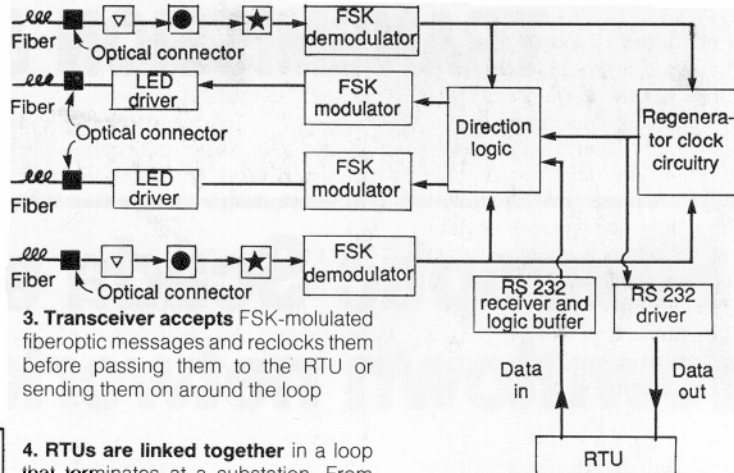 Fiber
Optical connector
FSK
demodulator
Fiber
LED
driver
FSK
modulator
Optical connector
Direction
logic
Regenera-
tor clock
circuitry
Fiber
LED
driver
FSK
modulator
Fiber
Optical connector
FSK
demodulator
RS 232
receiver and
logic buffer
RS 232
driver
Data
in
Data
out
RTU
3. Transceiver accepts FSK-molulated
fiberoptic messages and reclocks them
before passing them to the RTU or
sending them on around the loop
4. RTUs are linked together in a loop
that terminates at a substation. From